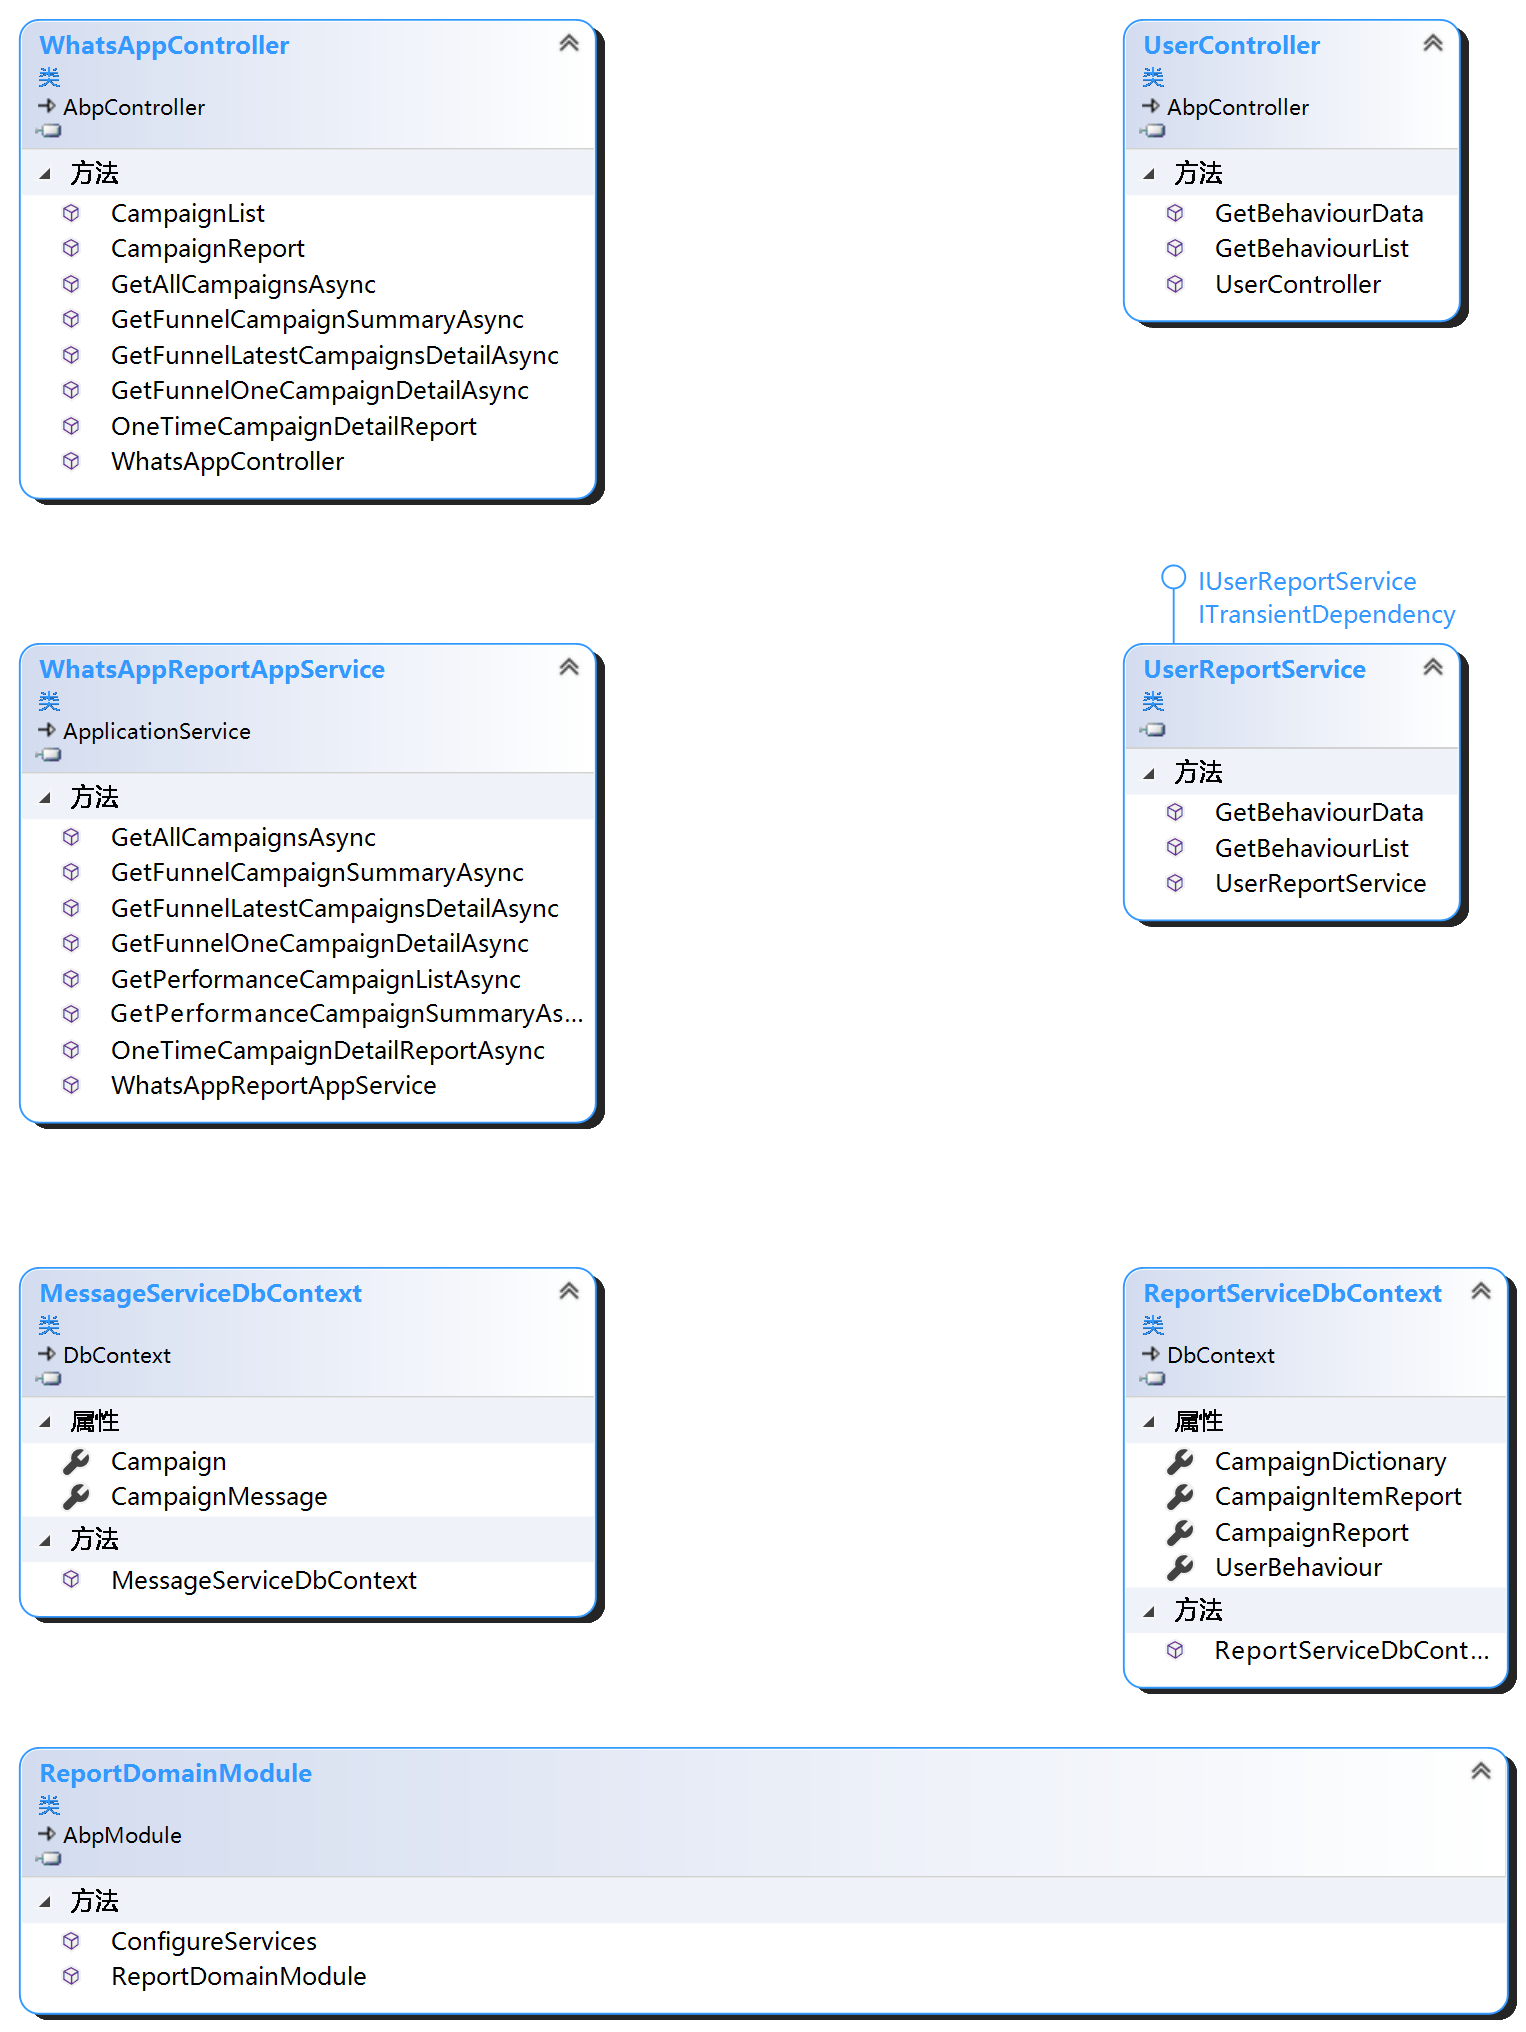 WhatsAppController
类
AbpController
方法
CampaignList
CampaignReport
GetAllCampaignsAsync
GetFunnelCampaignSummaryAsync
GetFunnelLatestCampaignsDetailAsync
GetFunnelOneCampaignDetailAsync
OneTimeCampaignDetailReport
WhatsAppController
UserController
类
AbpController
方法
GetBehaviourData
GetBehaviourList
UserController
WhatsAppReportAppService
类
ApplicationService
方法
GetAllCampaignsAsync
GetFunnelCampaignSummaryAsync
GetFunnelLatestCampaignsDetailAsync
GetFunnelOneCampaignDetailAsync
GetPerformanceCampaignListAsync
GetPerformanceCampaignSummaryAs...
OneTimeCampaignDetailReportAsync
WhatsAppReportAppService
IUserReportService
ITransientDependency
UserReportService
类
方法
GetBehaviourData
GetBehaviourList
UserReportService
MessageServiceDbContext
类
DbContext
属性
Campaign
CampaignMessage
方法
MessageServiceDbContext
ReportServiceDbContext
类
DbContext
属性
CampaignDictionary
CampaignItemReport
CampaignReport
UserBehaviour
方法
ReportServiceDbCont...
ReportDomainModule
类
AbpModule
方法
ConfigureServices
ReportDomainModule